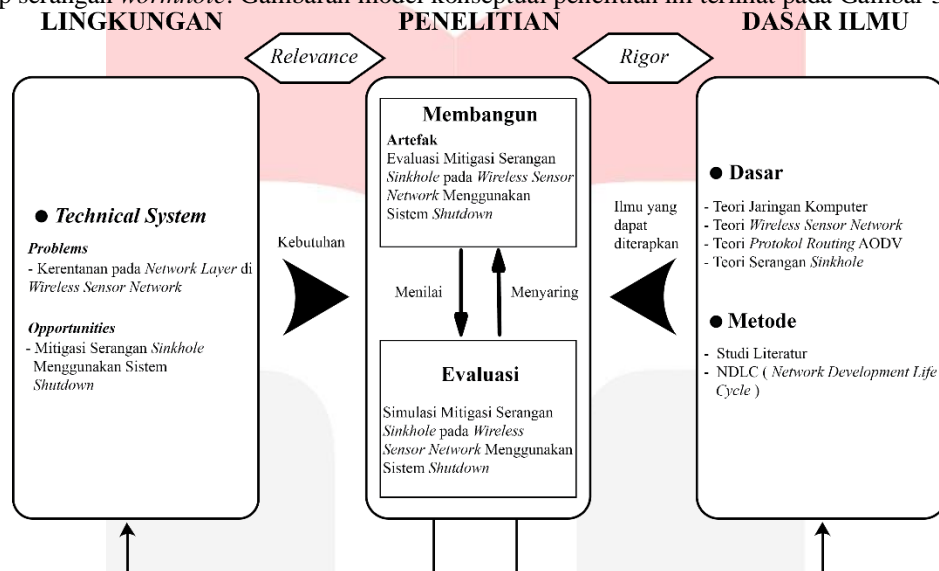 p serangan wormhole. Gambaran model konseptual penelitian ini terlihat pada Gambar 3
LINGKUNGAN
PENELITIAN
DASAR ILMU
Relevance
Rigor
● Technical System
Problems
- Kerentanan pada Network Layer di
Wireless Sensor Network
Opportunities
- Mitigasi Serangan Sinkhole
Menggunakan Sistem
Shutdown
Kebutuhan
Membangun
Artefak
Evaluasi Mitigasi Serangan
Sinkhole pada Wireless Sensor
Network Menggunakan
Sistem Shutdown
Menilai
Menyaring
Evaluasi
Simulasi Mitigasi Serangan
Sinkhole pada Wireless
Sensor Network Menggunakan
Sistem Shutdown
Ilmu yang
dapat
diterapkan
● Dasar
- Teori Jaringan Komputer
- Teori Wireless Sensor Network
- Teori Protokol Routing AODV
- Teori Serangan Sinkhole
● Metode
- Studi Literatur
- NDLC ( Network Development Life
Cycle )